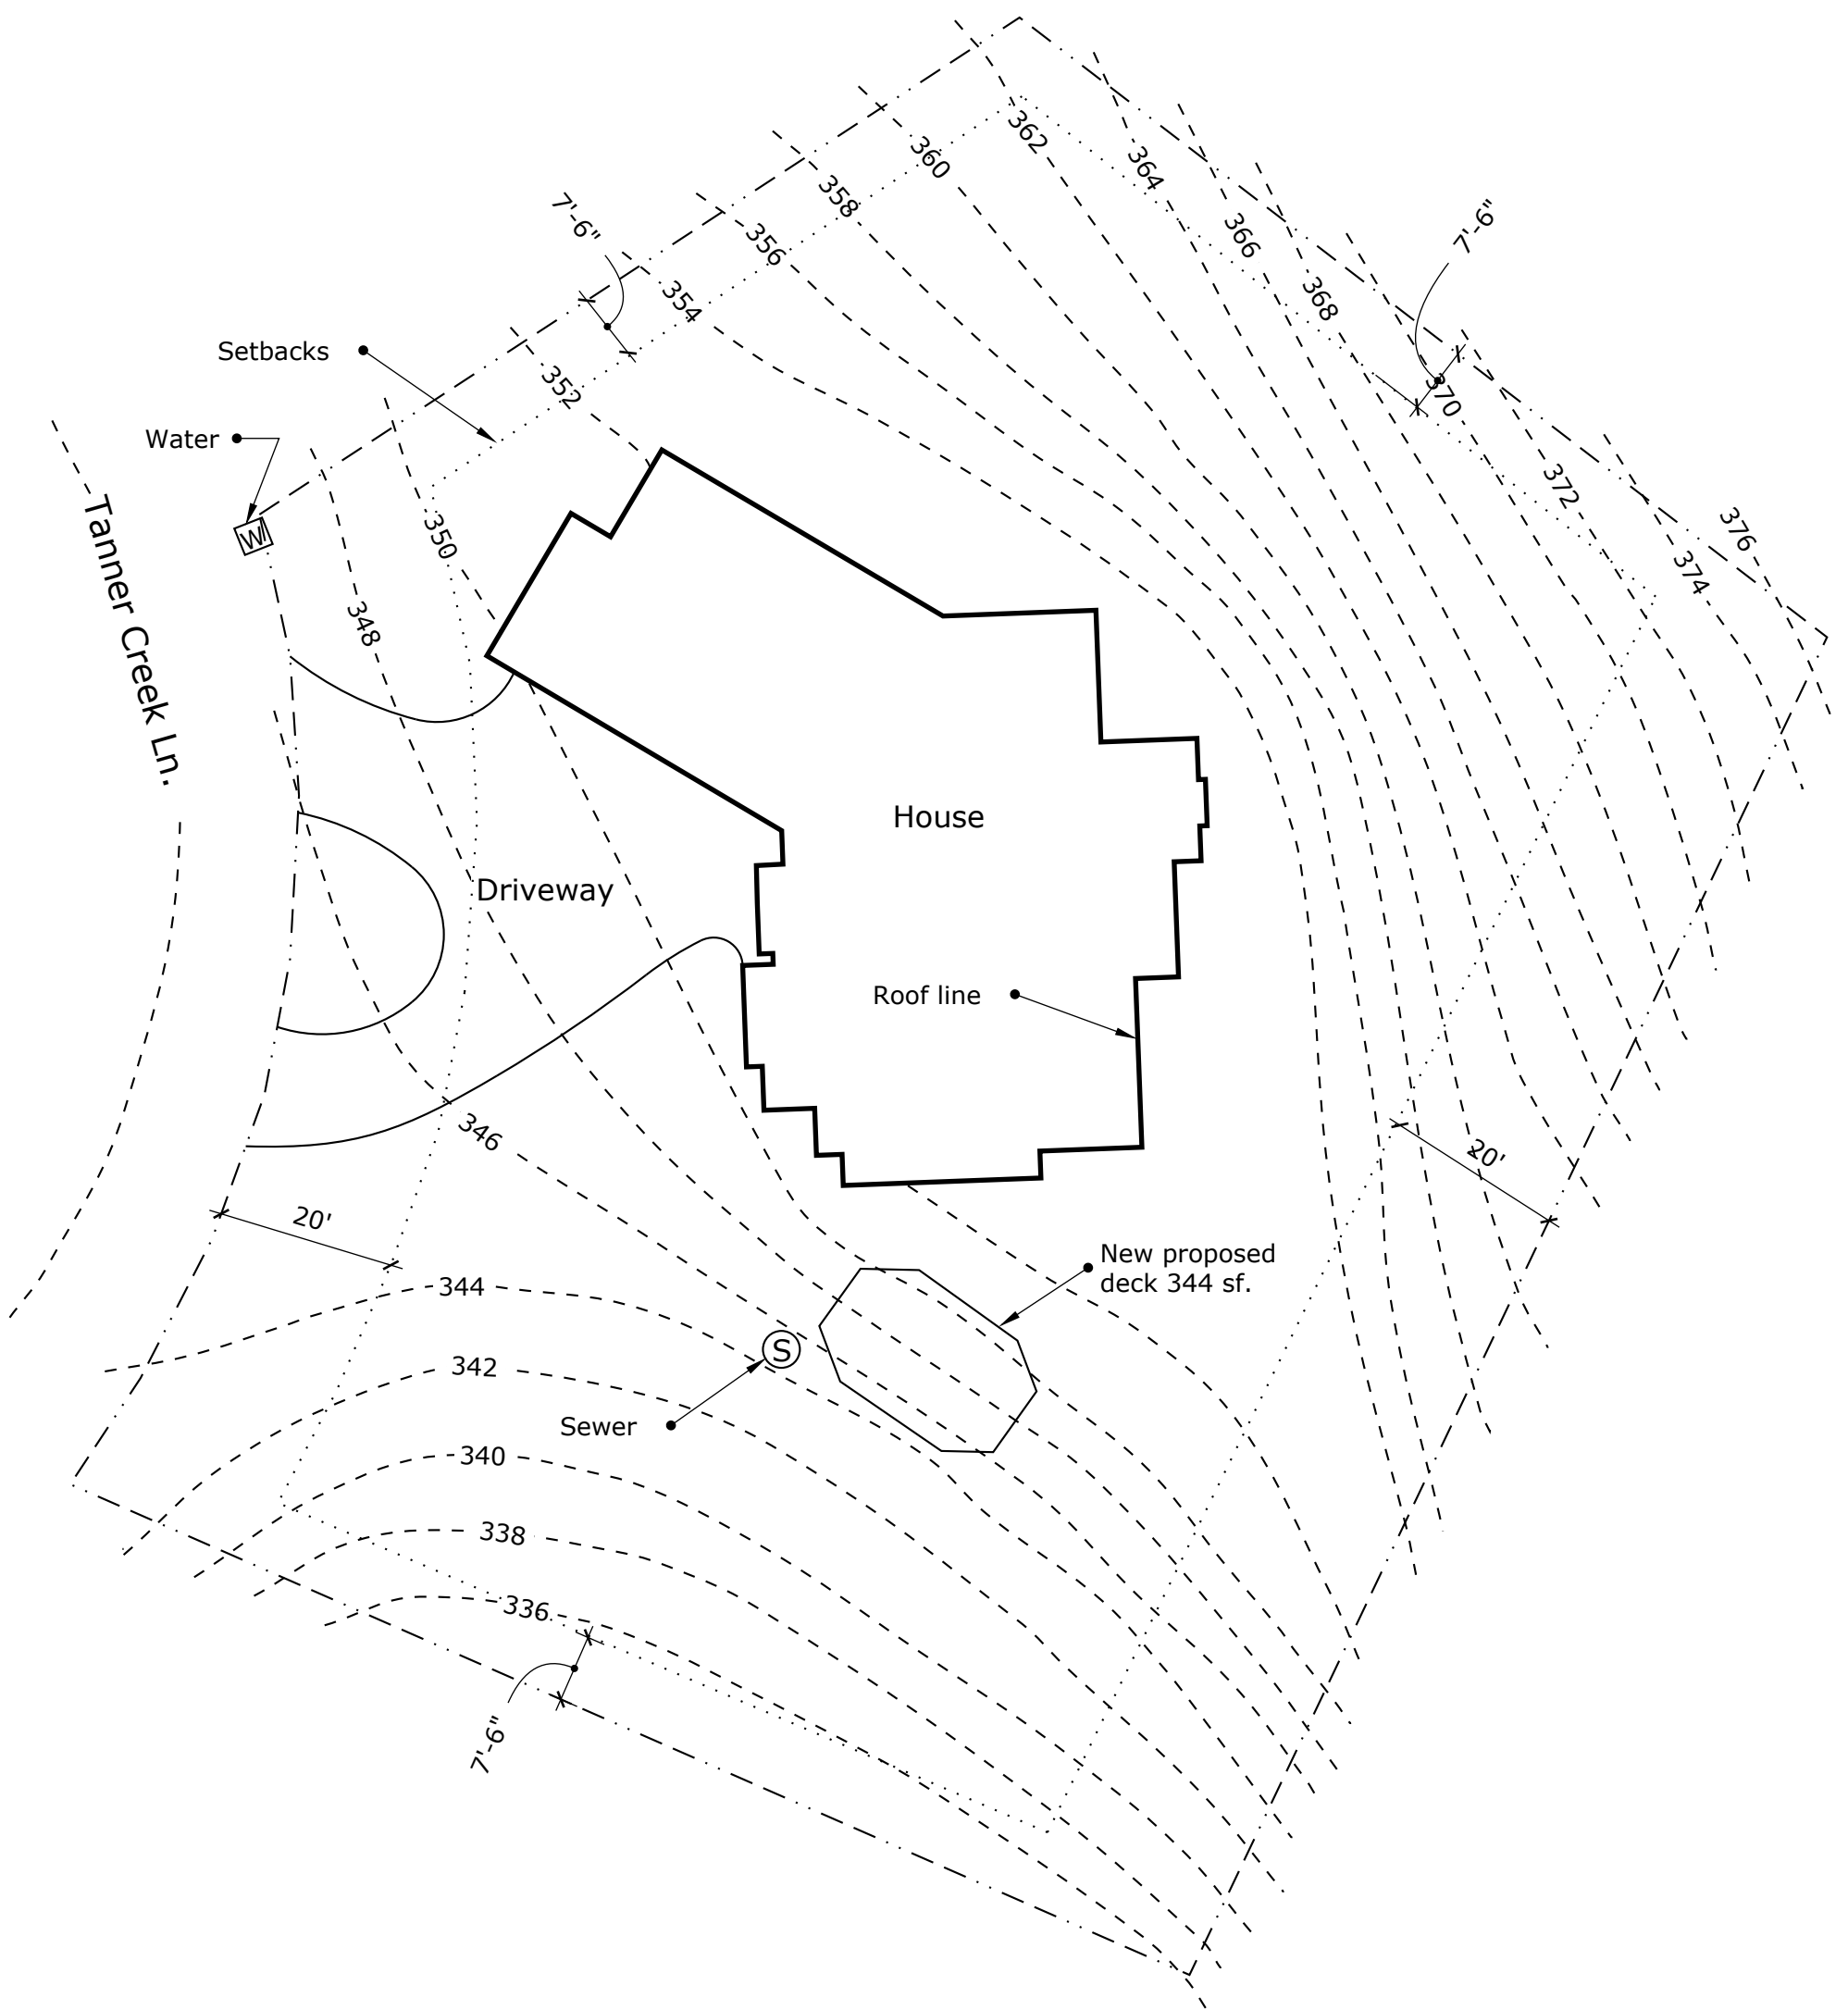 362
360
364
358
7'-6"
366
7'-6"
356
354
368
Setbacks
352
370
Water
372
376
W
350
374
Tanner Creek Ln.
348
House
Driveway
Roof line
346
20'
20'
New proposed
deck 344 sf.
344
S
342
Sewer
340
338
336
7'-6"